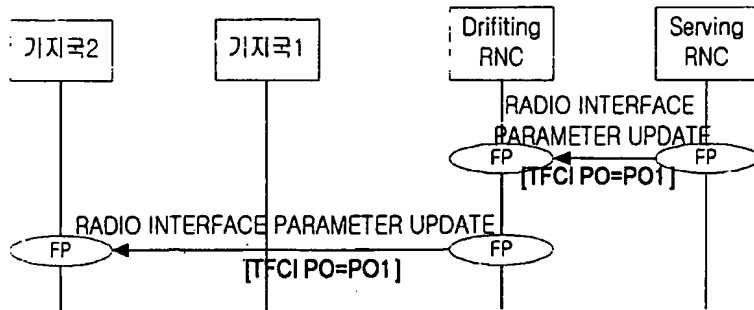 기지국2
기지국1
Drifiting
RNC
Serving
RNC
RADIO INTERFACE
PARAMETER UPDATE
FP
FP
[TFCI PO=PO1]
RADIO INTERFACE PARAMETER UPDATE
FP
FP
[TFCI PO=PO1]